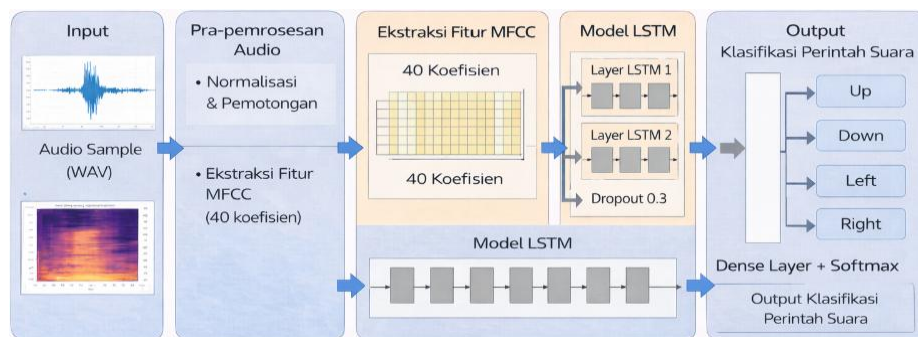 Input
Audio Sample
(WAV)
Pra-pemrosesan
Audio
• Normalisasi
& Pemotongan
• Ekstraksi Fitur
MFCC
(40 koefisien)
Ekstraksi Fitur MFCC
40 Koefisien
40 Koefisien
Model LSTM
Layer LSTM 1
Layer LSTM 2
Dropout 0.3
Model LSTM
Output
Klasifikasi Perintah Suara
Up
Down
Left
Right
Dense Layer + Softmax
Output Klasifikasi
Perintah Suara